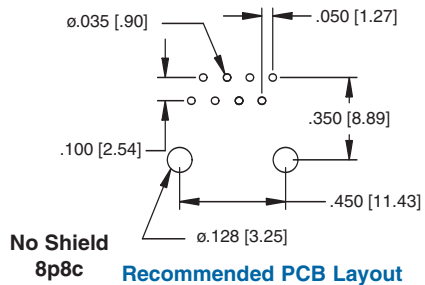 ø.035 [.90]
.050 [1.27]
.350 [8.89]
.100 [2.54]
.450 [11.43]
ø.128 [3.25]
No Shield
8p8c
Recommended PCB Layout